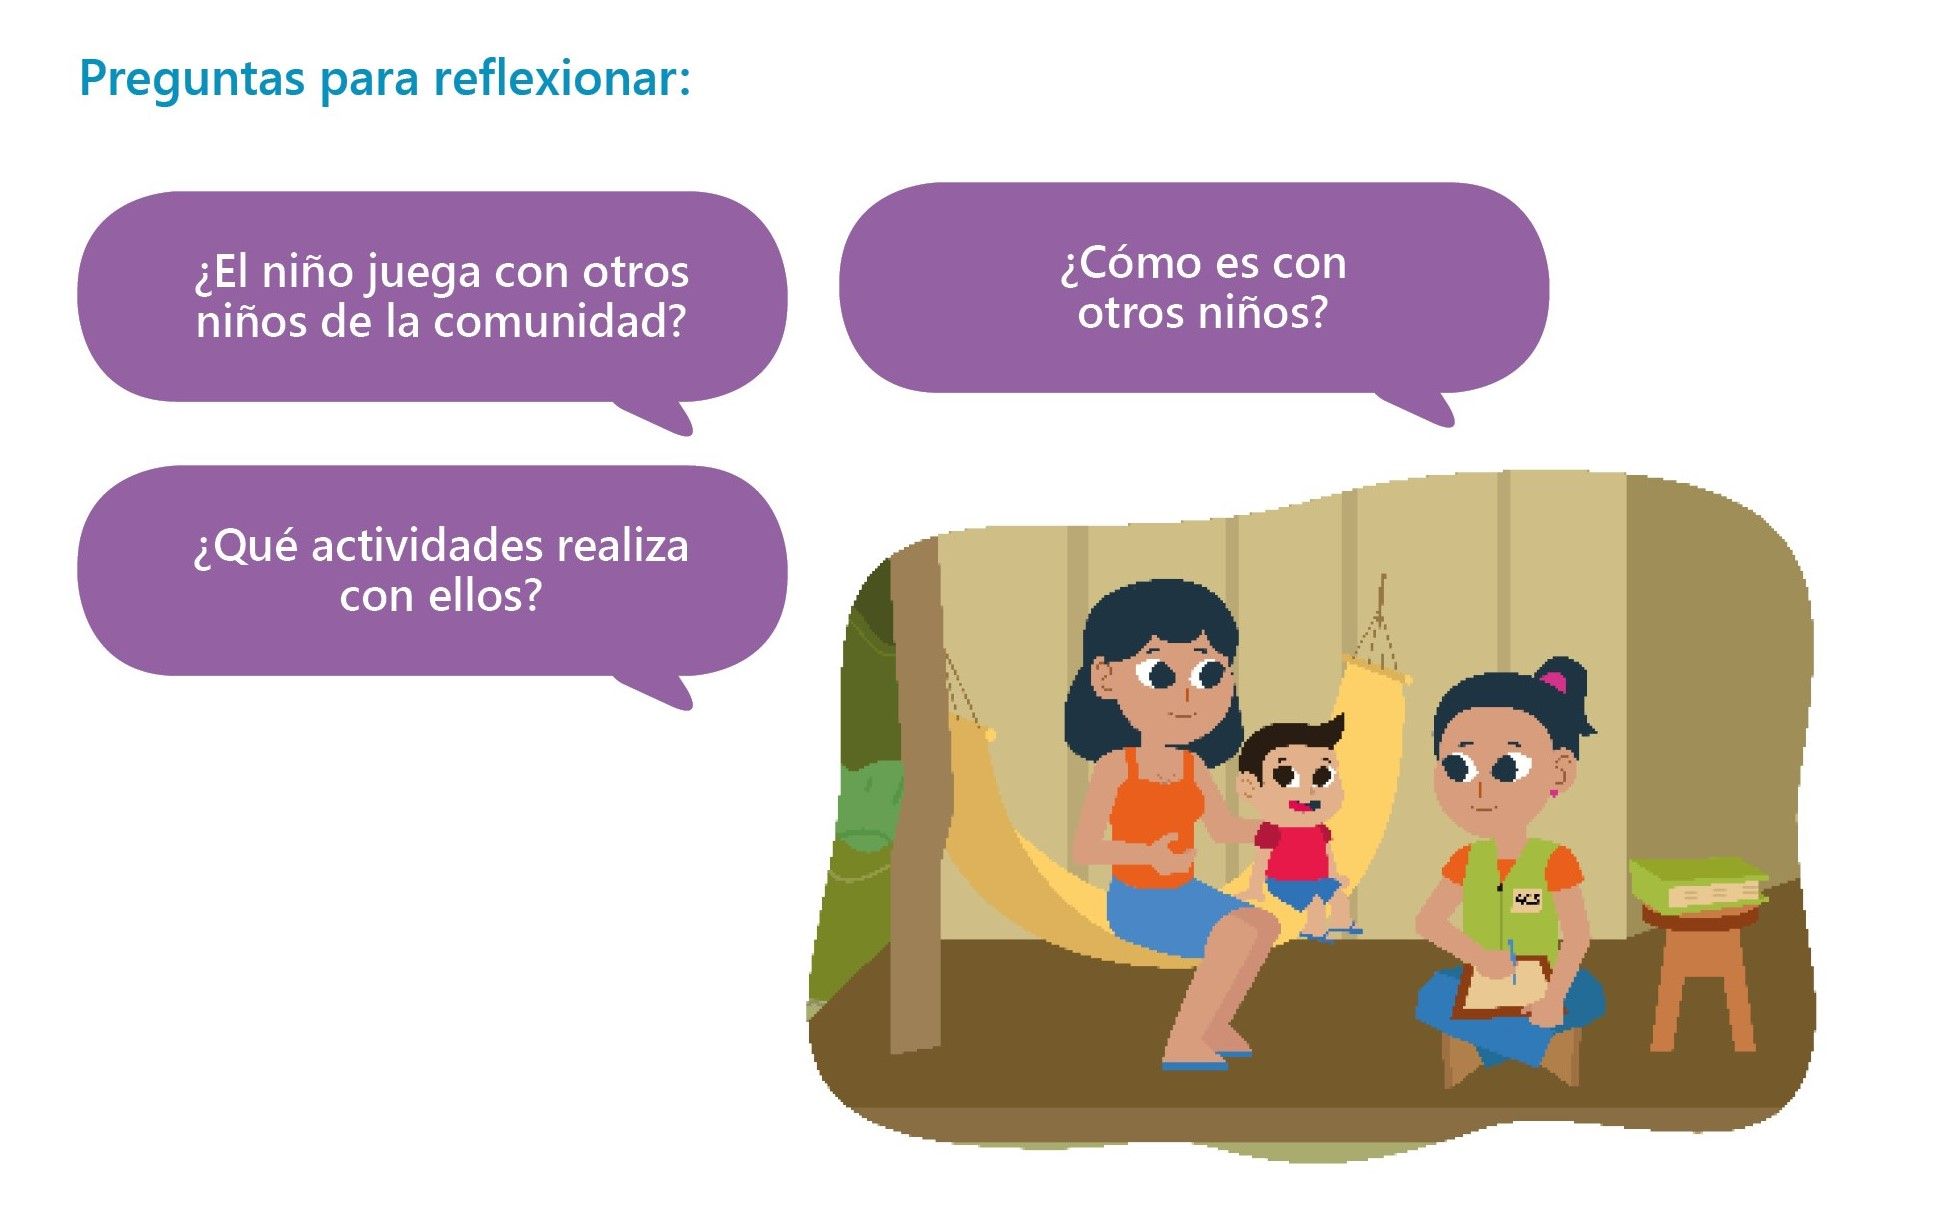 Preguntas para reflexionar:
¿El niño juega con otros
niños de la comunidad?
¿Cómo es con
otros niños?
¿Qué actividades realiza
con ellos?